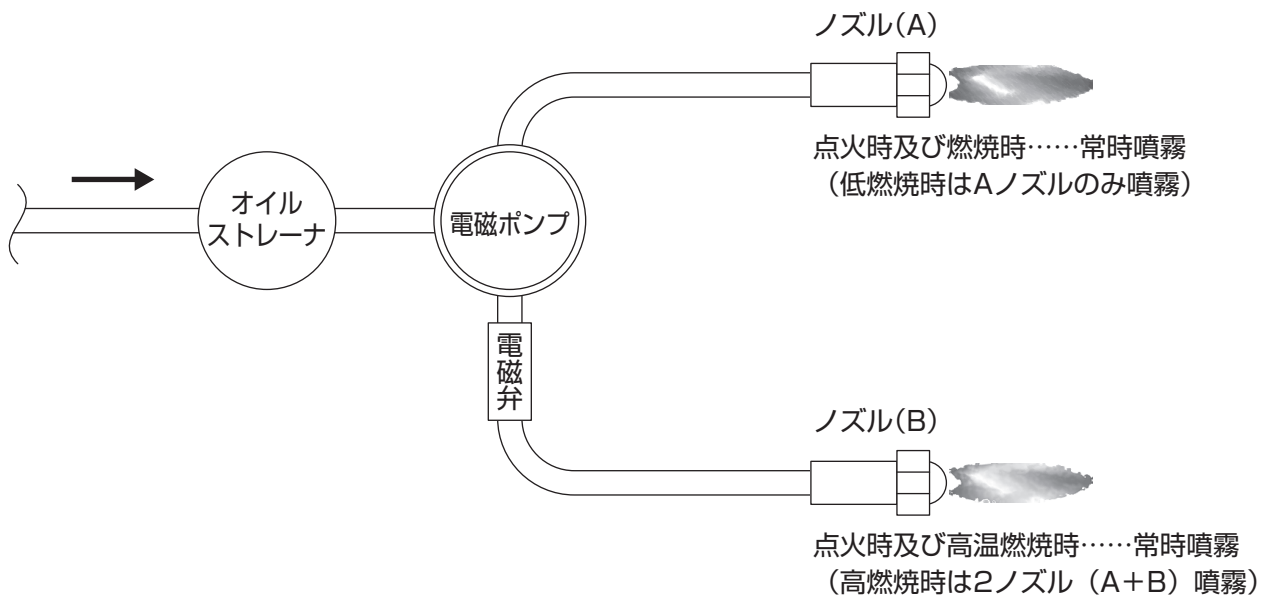 ノズル（A）
点火時及び燃焼時……常時噴霧
（低燃焼時はAノズルのみ噴霧）
オイル
ストレーナ
電磁ポンプ
電磁弁
ノズル（B）
点火時及び高温燃焼時……常時噴霧
（高燃焼時は2ノズル（A＋B）噴霧）